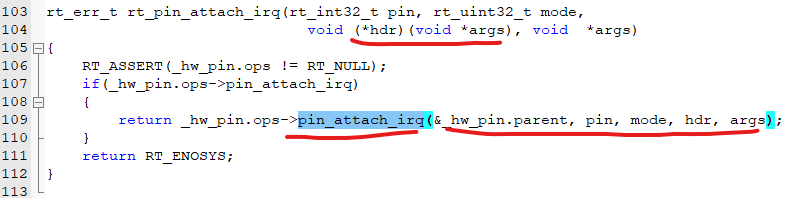 103 rt_err_t rt_pin_attach_irq(rt_int32_t pin, rt_uint32_t mode,
104 void (*hdr)(void *args), void  *args)
105 {
106 RT_ASSERT(_hw_pin.ops != RT_NULL);
107 if(_hw_pin.ops->pin_attach_irq)
108 {
109 return _hw_pin.ops->pin_attach_irq(&_hw_pin.parent, pin, mode, hdr, args);
110 }
111 return RT_ENOSYS;
112 }
113